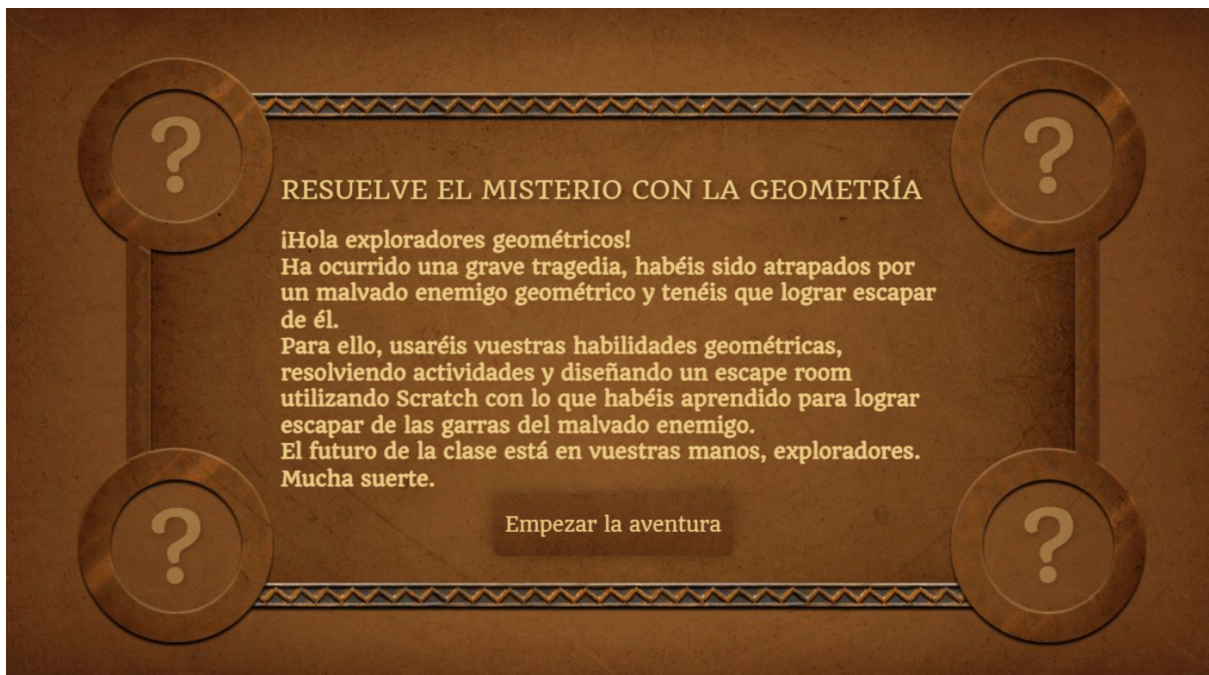 ?
?
RESUELVE EL MISTERIO CON LA GEOMETRÍA
¡Hola exploradores geométricos!
Ha ocurrido una grave tragedia, habéis sido atrapados por
un malvado enemigo geométrico y tenéis que lograr escapar
de él.
Para ello, usaréis vuestras habilidades geométricas,
resolviendo actividades y diseñando un escape room
utilizando Scratch con lo que habéis aprendido para lograr
escapar de las garras del malvado enemigo.
El futuro de la clase está en vuestras manos, exploradores.
Mucha suerte.
Empezar la aventura
?
?